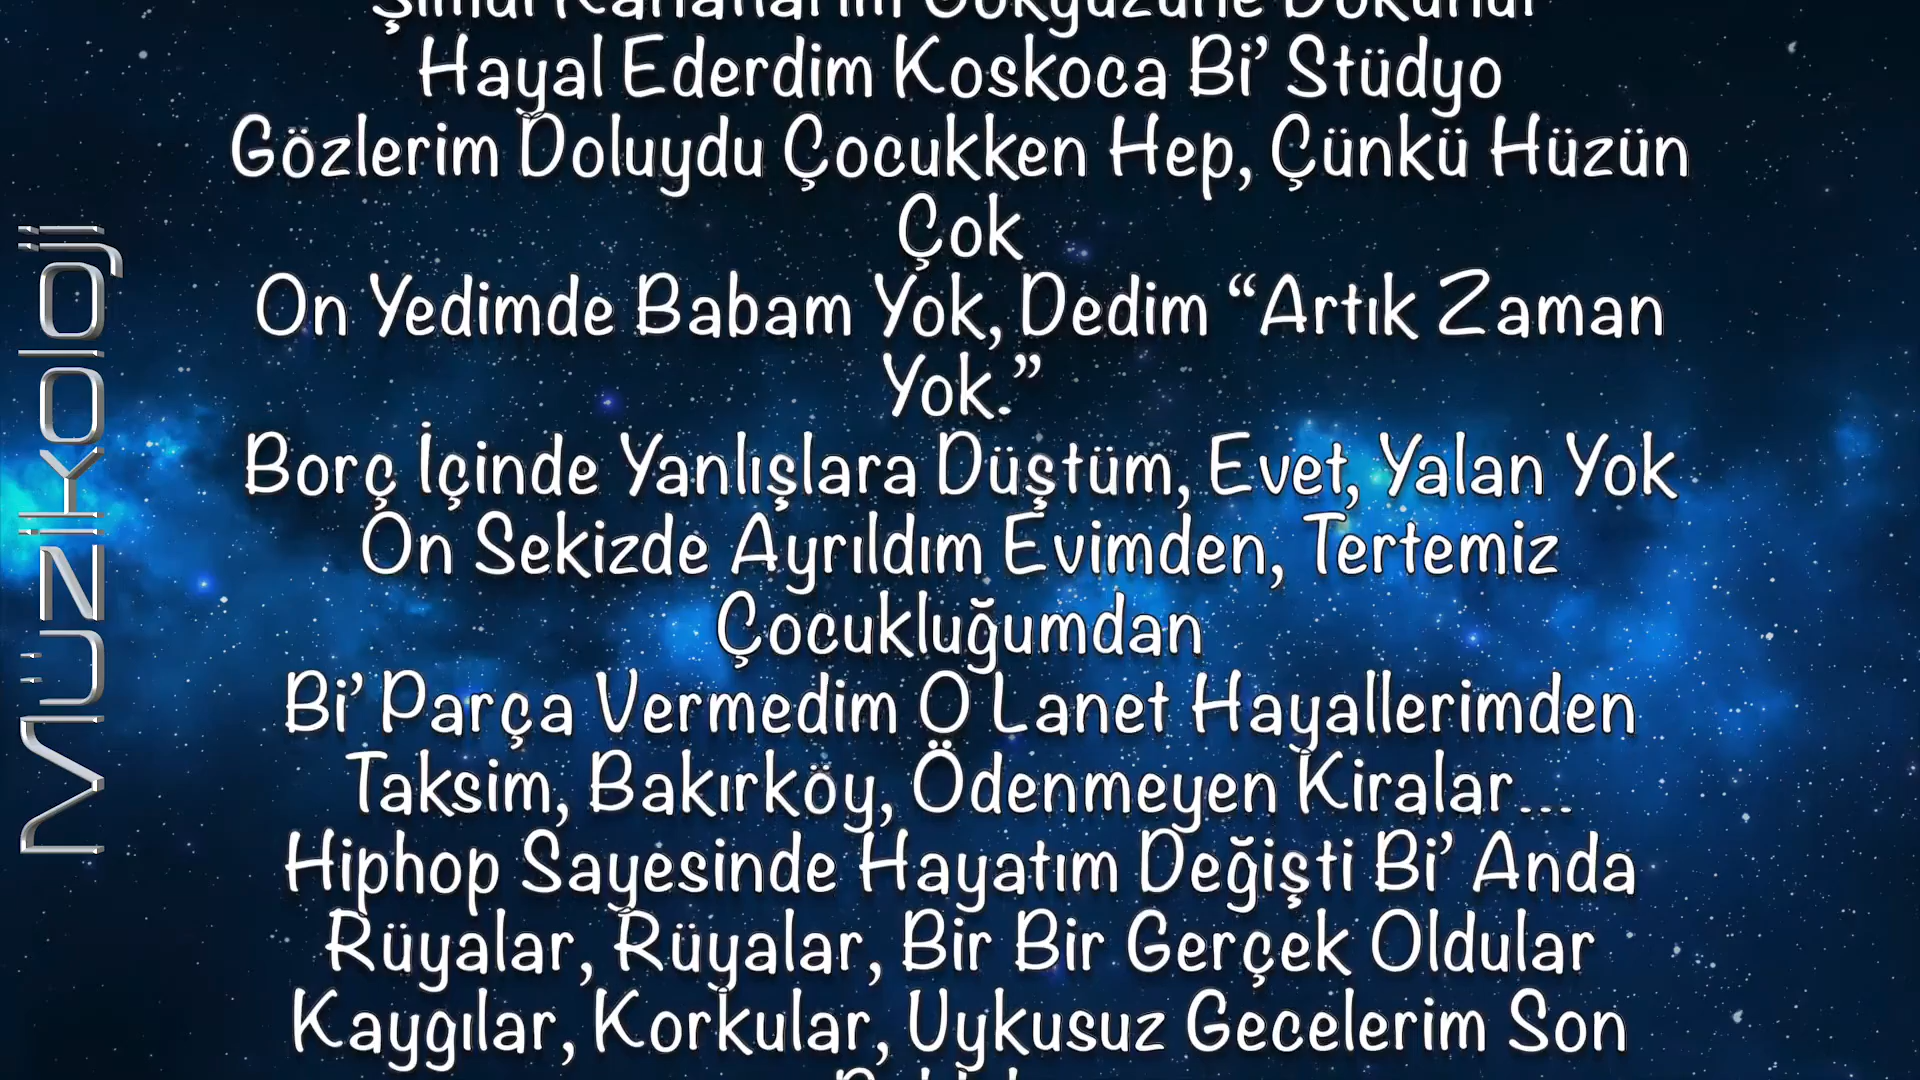 Hayal Ederdim Koskoca Bi’ Stüdyo
Gözlerim Doluydu Çocukken Hep, Çünkü Hüzün
Çok
On Yedimde Babam Yok, Dedim “Artık Zaman
Yok.”
Borç İçinde Yanlışlara Düştüm, Evet, Yalan Yok
On Sekizde Ayrıldım Evimden, Tertemiz
Çocukluğumdan
Bi’ Parça Vermedim O Lanet Hayallerimden
Taksim, Bakırköy, Ödenmeyen Kiralar...
Hiphop Sayesinde Hayatım Değişti Bi’ Anda
Rüyalar, Rüyalar, Bir Bir Gerçek Oldular
Kaygılar, Korkular, Uykusuz Gecelerim Son
Müzikoloji